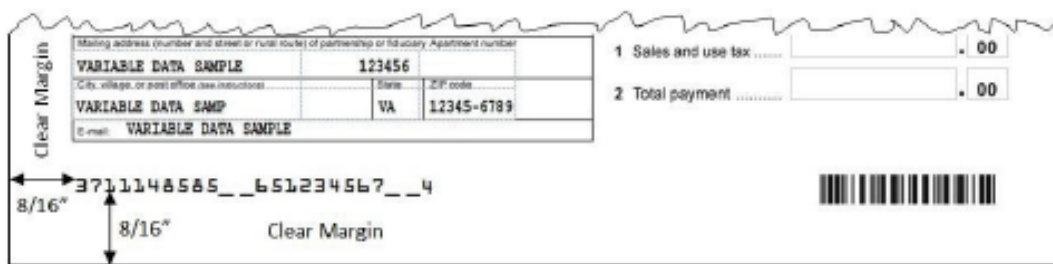 Mailing address (number and street or rural route) of partnership or fiduciary Apartment number
VARIABLE DATA SAMPLE 123456
City, village, or post office (see instructions) State ZIP code
VARIABLE DATA SAMP VA 12345-6789
E-mail: VARIABLE DATA SAMPLE
1 Sales and use tax ....... . 00
2 Total payment .......... . 00
Clear Margin
3711148585__651234567__4
8/16"
8/16"
Clear Margin